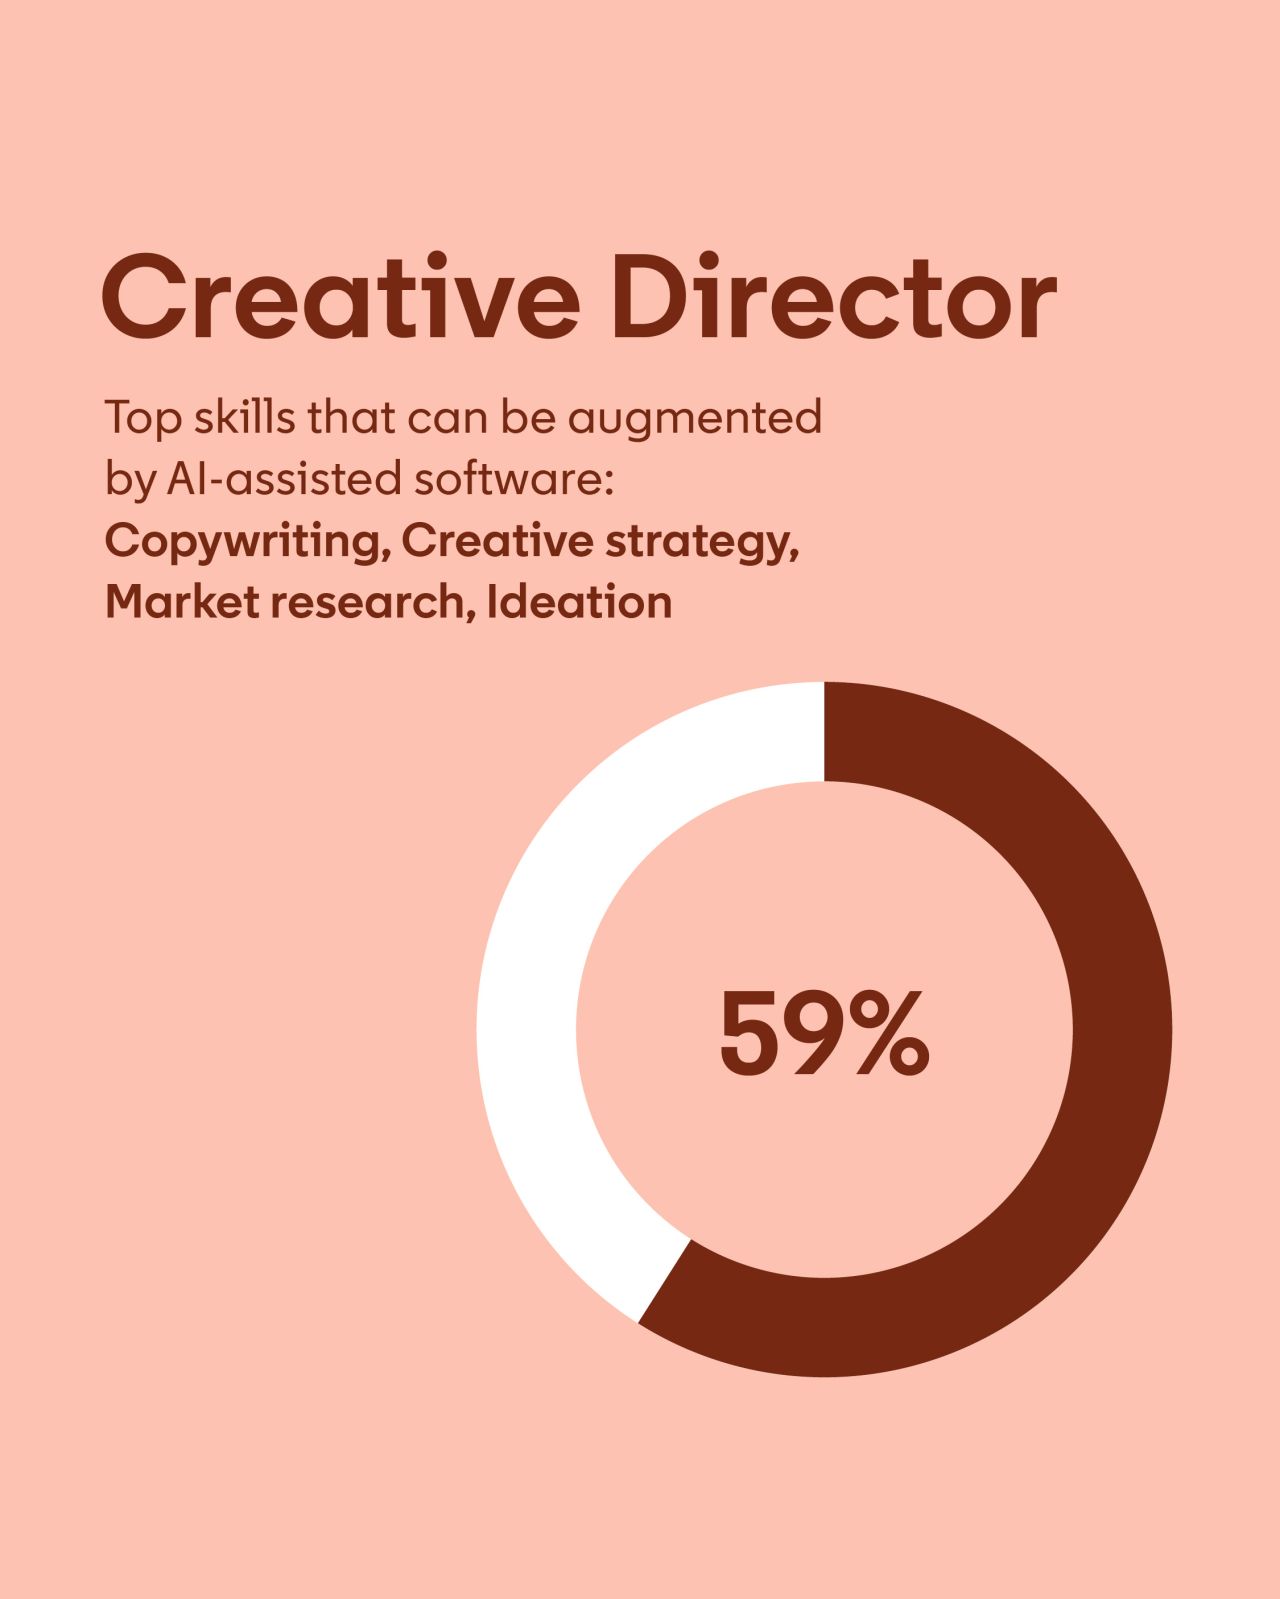 Creative Director
Top skills that can be augmented
by AI-assisted software:
Copywriting, Creative strategy,
Market research, Ideation
59%